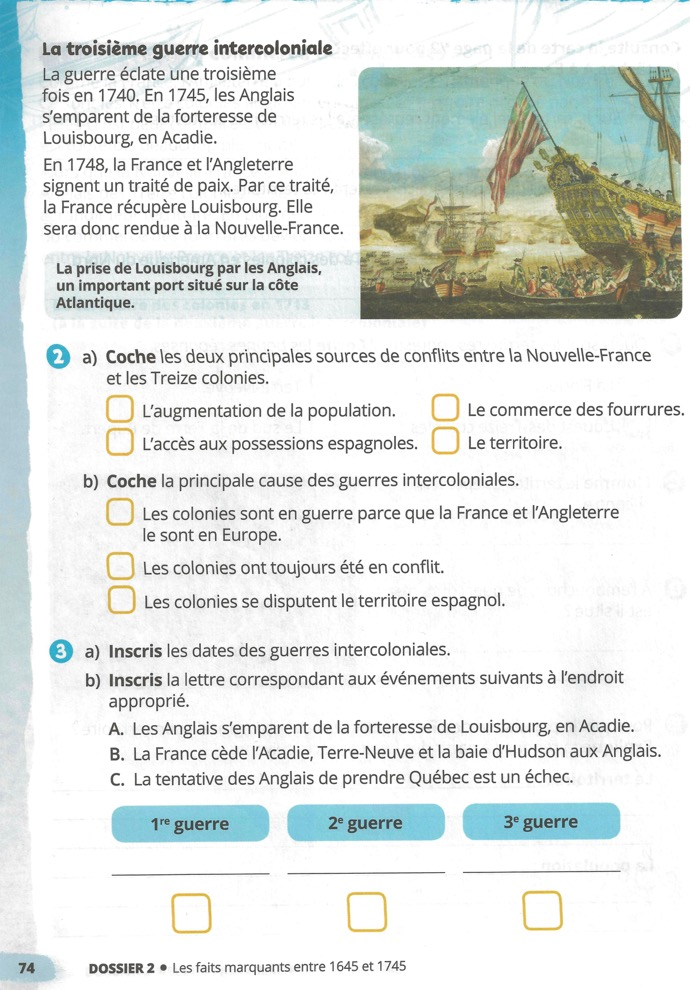 La troisième guerre intercoloniale
La guerre éclate une troisième
fois en 1740. En 1745, les Anglais
s'emparent de la forteresse de
Louisbourg, en Acadie.
En 1748, la France et l'Angleterre
signent un traité de paix. Par ce traité,
la France récupère Louisbourg. Elle
sera donc rendue à la Nouvelle-France.
La prise de Louisbourg par les Anglais,
un important port situé sur la côte
Atlantique.
2 a) Coche les deux principales sources de conflits entre la Nouvelle-France
et les Treize colonies.
L'augmentation de la population. Le commerce des fourrures.
L'accès aux possessions espagnoles. Le territoire.
b) Coche la principale cause des guerres intercoloniales.
Les colonies sont en guerre parce que la France et l'Angleterre
le sont en Europe.
Les colonies ont toujours été en conflit.
Les colonies se disputent le territoire espagnol.
3 a) Inscris les dates des guerres intercoloniales.
b) Inscris la lettre correspondant aux événements suivants à l'endroit
approprié.
A. Les Anglais s'emparent de la forteresse de Louisbourg, en Acadie.
B. La France cède l'Acadie, Terre-Neuve et la baie d'Hudson aux Anglais.
C. La tentative des Anglais de prendre Québec est un échec.
1re guerre 2e guerre 3e guerre
74 DOSSIER 2 • Les faits marquants entre 1645 et 1745